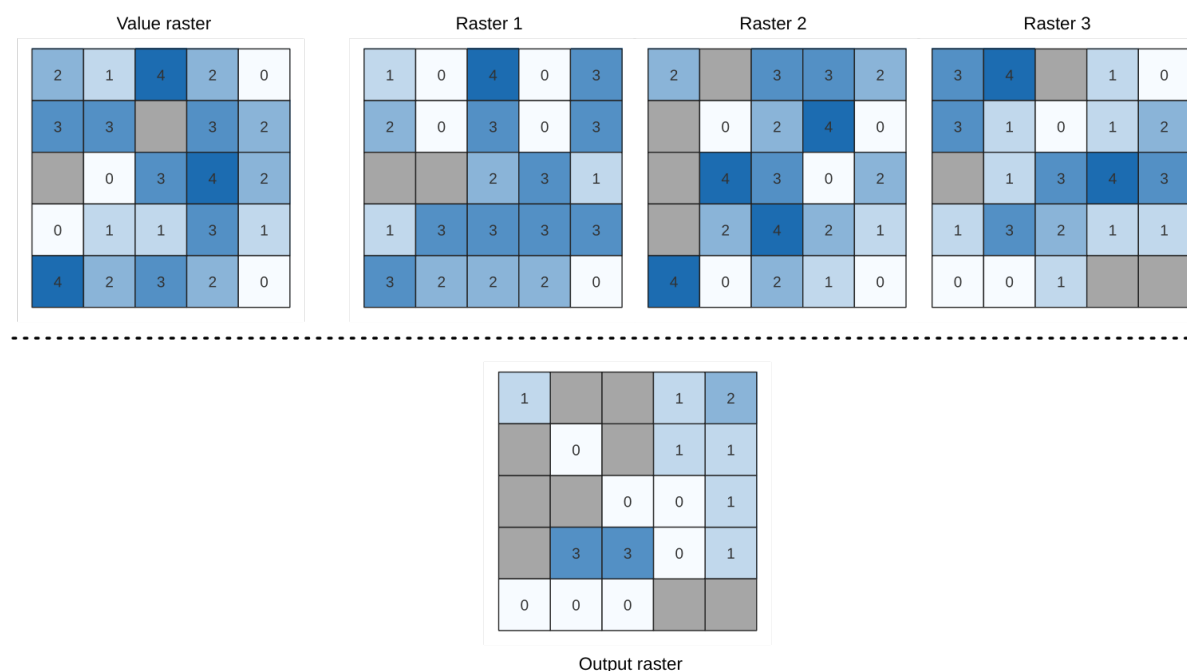 Value raster Raster 1 Raster 2 Raster 3
2 1 4 2 0 1 0 4 0 3 2 3 3 2 3 4 1 0
3 3 3 2 2 0 3 0 3 0 2 4 0 3 1 0 1 2
0 3 4 2 2 3 1 4 3 0 2 1 3 4 3
0 1 1 3 1 1 3 3 3 3 2 4 2 1 1 3 2 1 1
4 2 3 2 0 3 2 2 2 0 4 0 2 1 0 0 0 1
1 1 2
0 1 1
0 0 1
3 3 0 1
0 0 0
Output raster